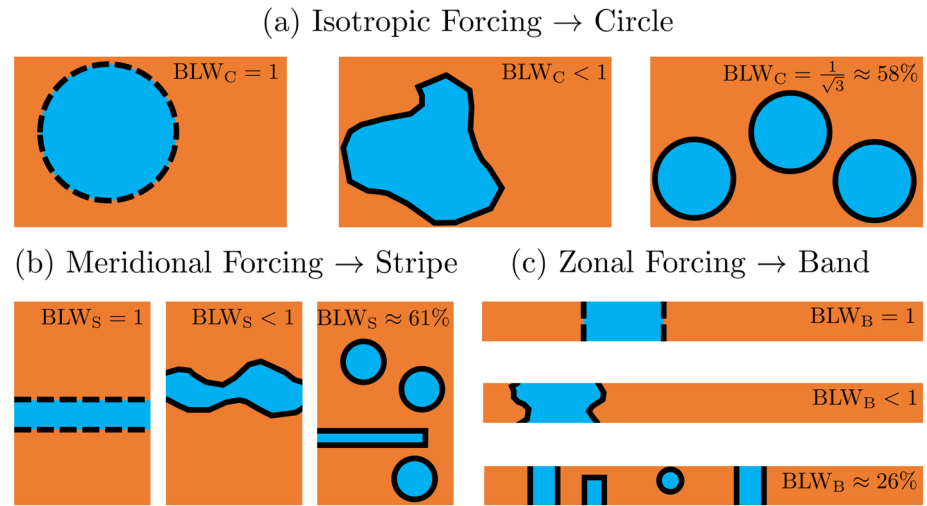 (a) Isotropic Forcing → Circle
BLW_C = 1
BLW_C < 1
BLW_C = 1/√3 ≈ 58%
(b) Meridional Forcing → Stripe
(c) Zonal Forcing → Band
BLW_S = 1
BLW_S < 1
BLW_S ≈ 61%
BLW_B = 1
BLW_B < 1
BLW_B ≈ 26%